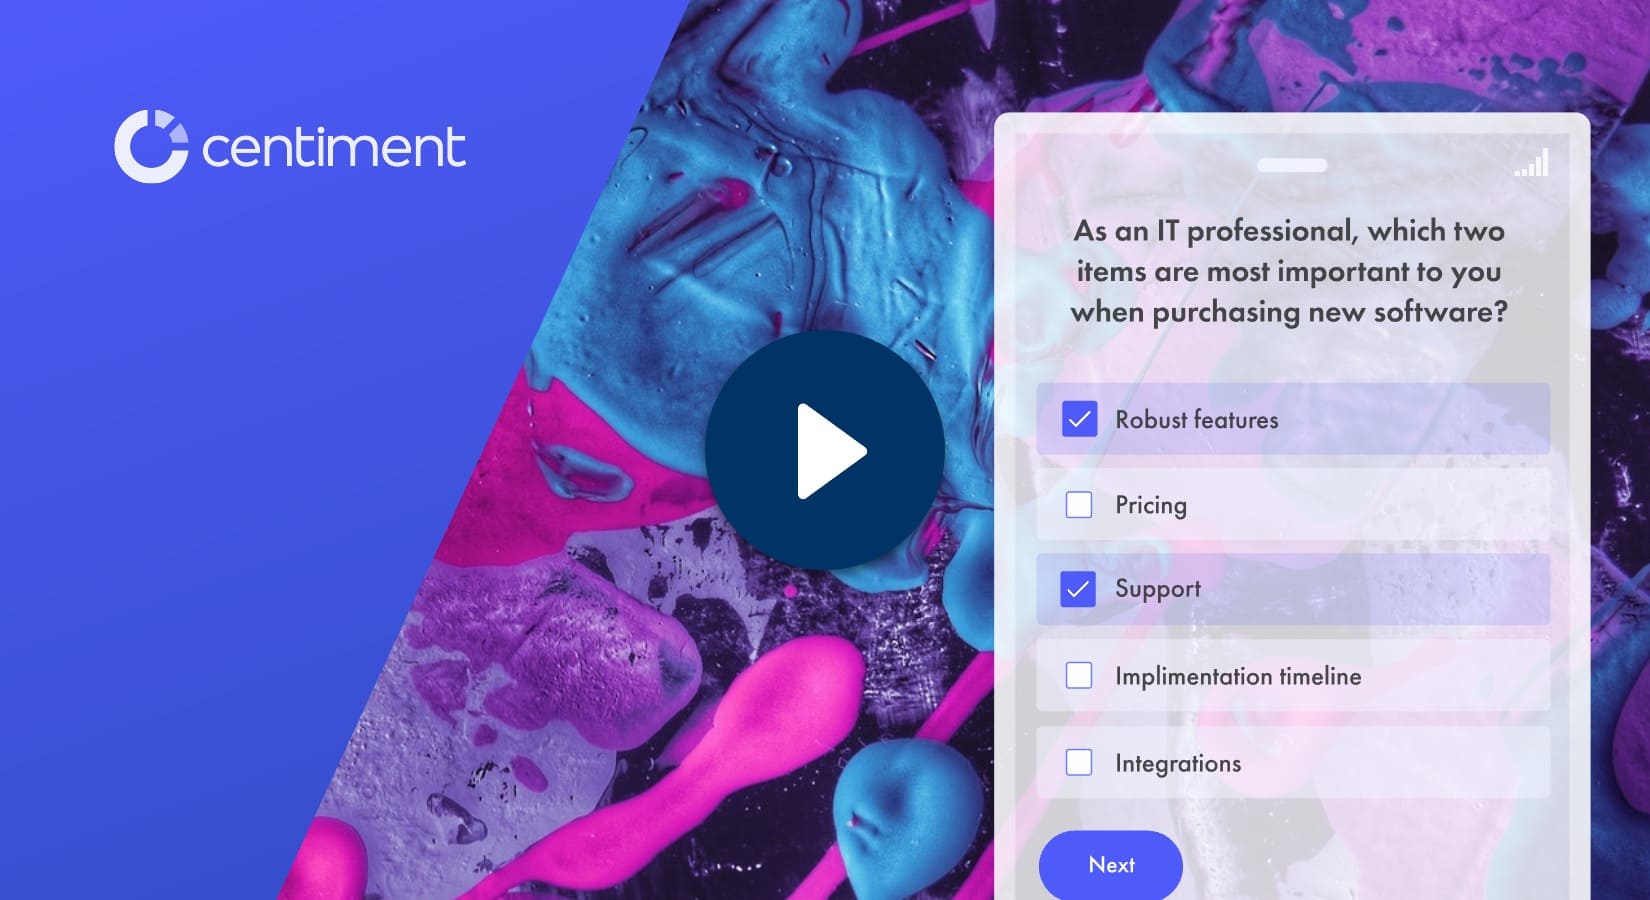 centiment
As an IT professional, which two
items are most important to you
when purchasing new software?
Robust features
Pricing
Support
Implimentation timeline
Integrations
Next